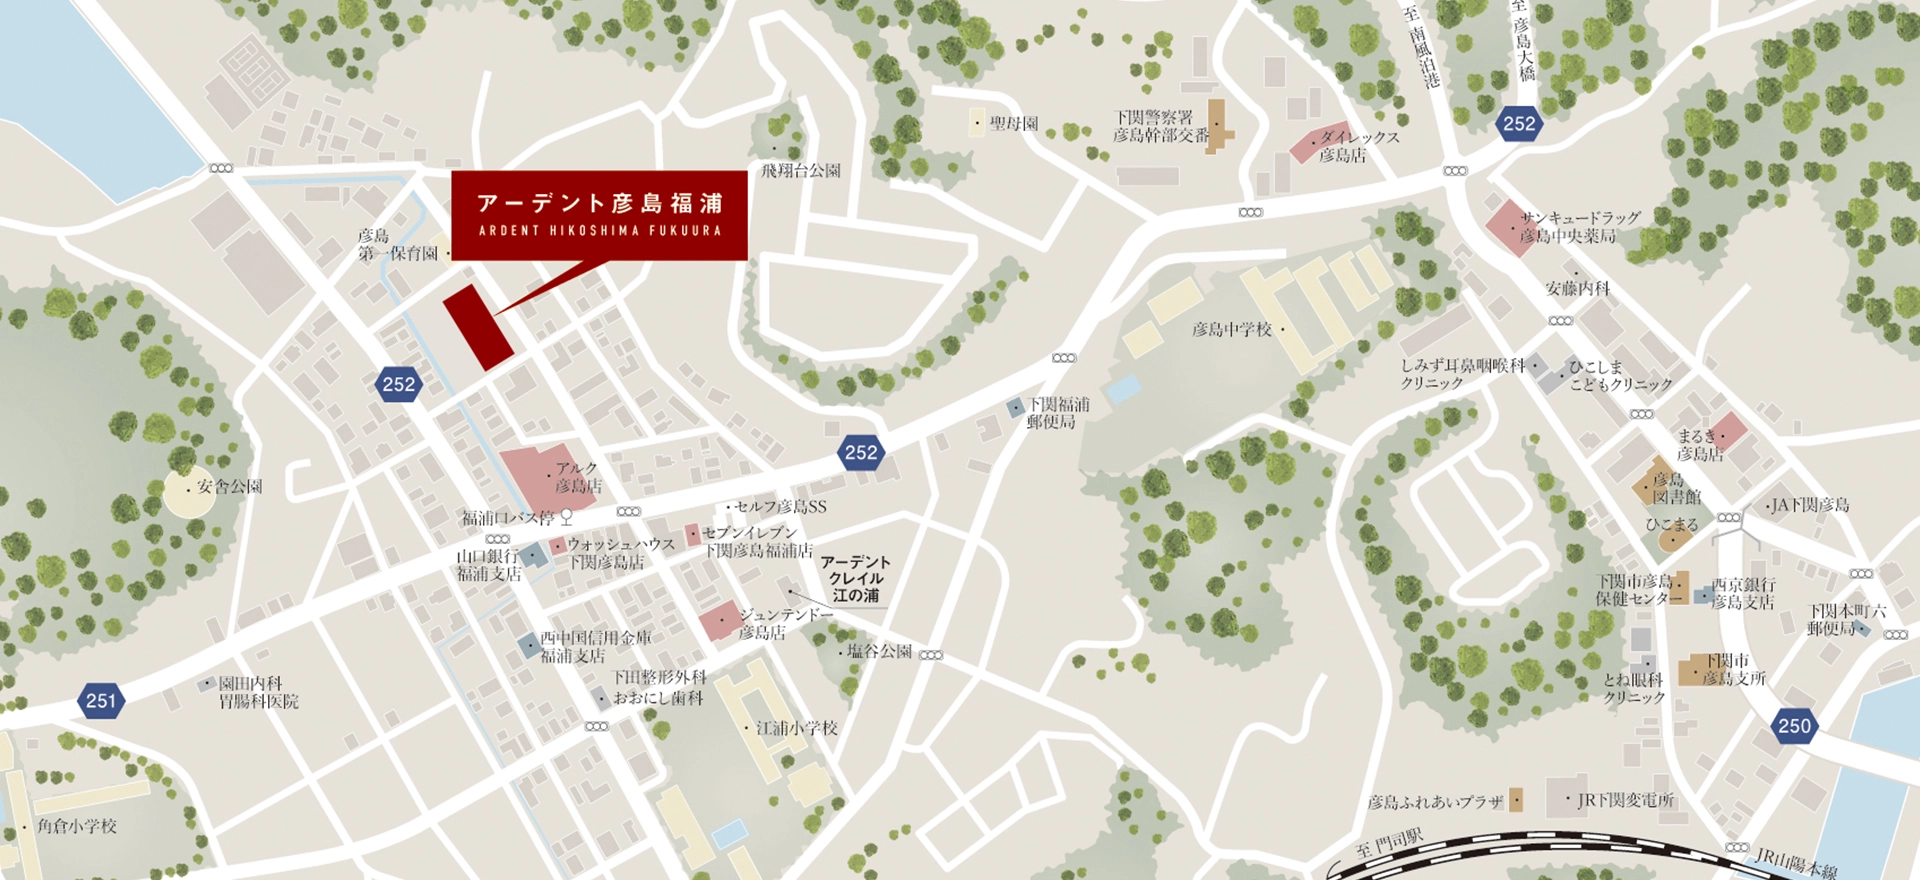 至 南風泊港
至 彦島大橋
252
聖母園
下関警察署
彦島幹部交番
ダイレックス
彦島店
飛翔台公園
アーデント彦島福浦
ARDENT HIKOSHIMA FUKUURA
彦島
第一保育園
サンキュードラッグ
彦島中央薬局
安藤内科
彦島中学校
しみず耳鼻咽喉科
クリニック
ひこしま
こどもクリニック
252
下関福浦
郵便局
まるき
彦島店
252
アルク
彦島店
安舎公園
彦島
図書館
JA下関彦島
セルフ彦島SS
福浦口バス停
ひこまる
セブンイレブン
下関彦島福浦店
ウォッシュハウス
下関彦島店
山口銀行
福浦支店
アーデント
クレイル
江の浦
下関市彦島
保健センター
西京銀行
彦島支店
下関本町六
郵便局
ジュンテンドー
彦島店
西中国信用金庫
福浦支店
塩谷公園
下関市
彦島支所
下田整形外科
おおにし歯科
とね眼科
クリニック
園田内科
胃腸科医院
251
江浦小学校
250
彦島ふれあいプラザ
JR下関変電所
角倉小学校
至 門司駅
JR山陽本線